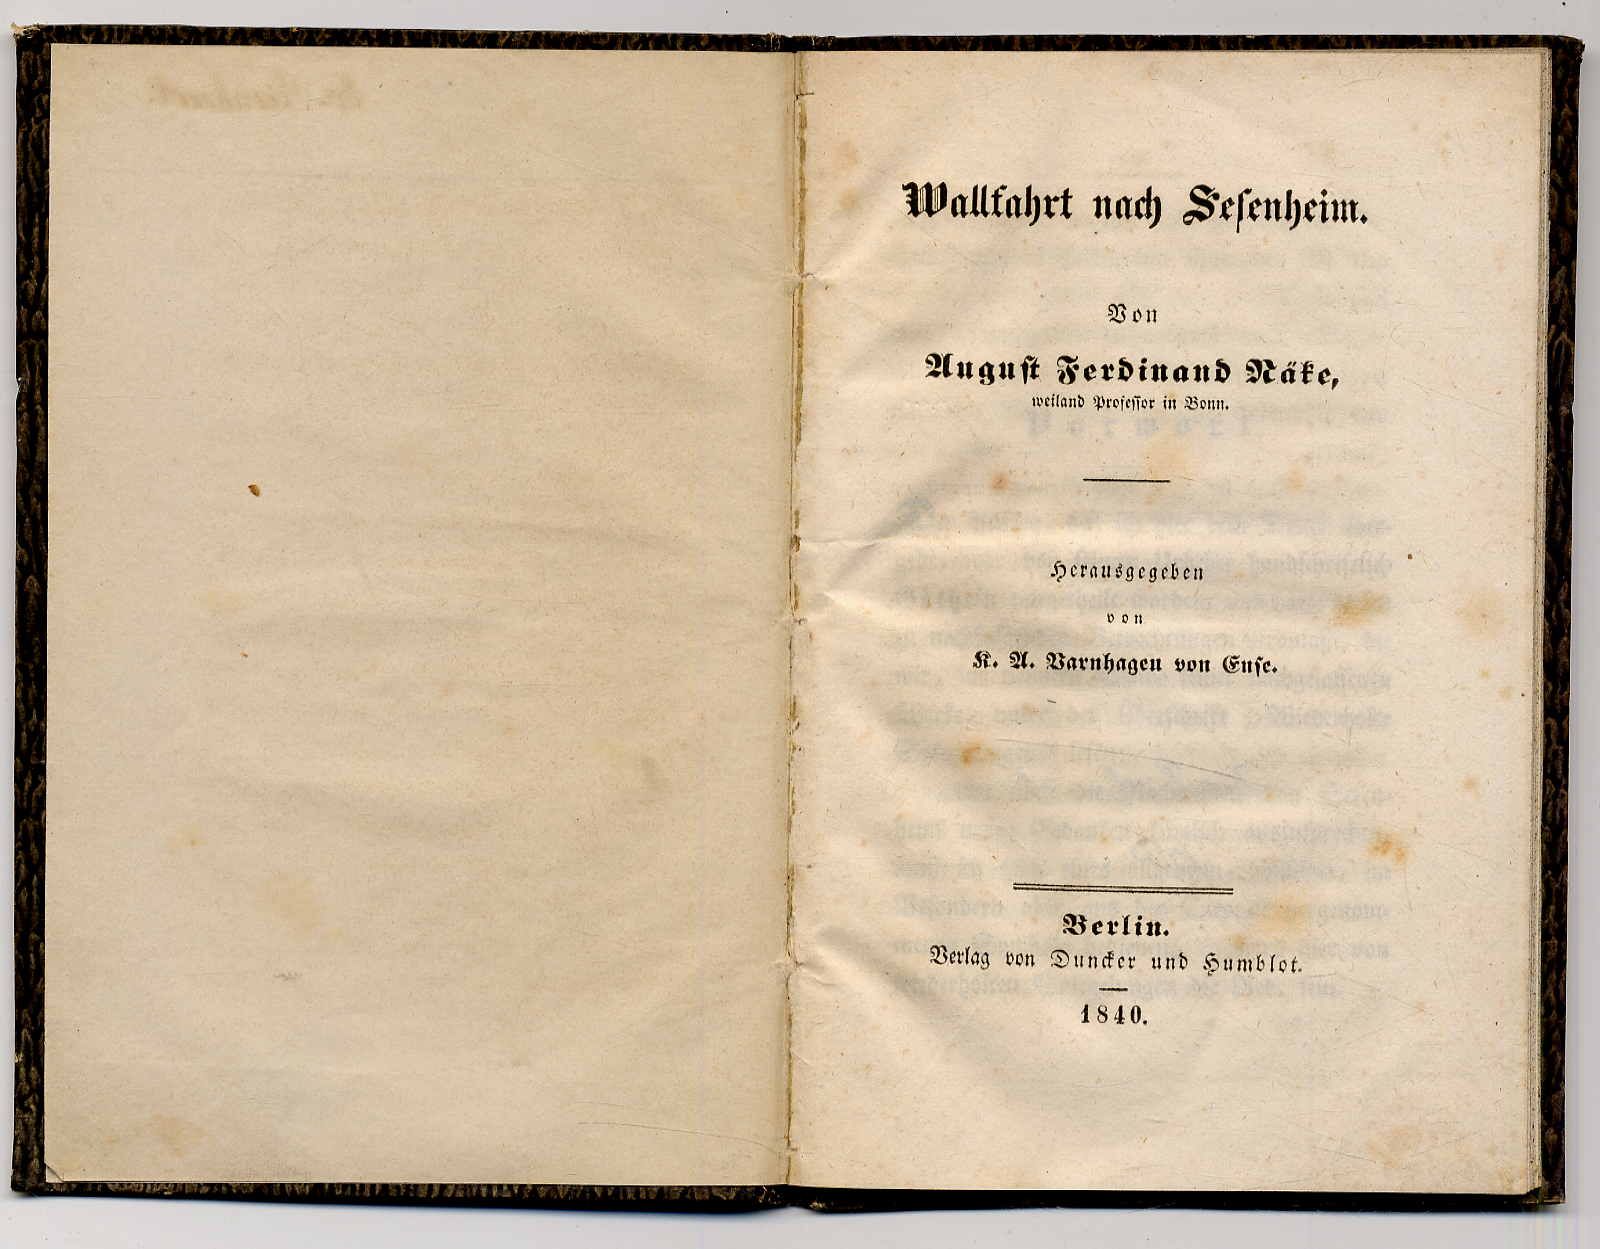 Wallfahrt nach Sesenheim.
Von
August Ferdinand Näke,
weiland Professor in Bonn.
Herausgegeben
von
K. A. Varnhagen von Ense.
Berlin.
Verlag von Duncker und Humblot.
1840.